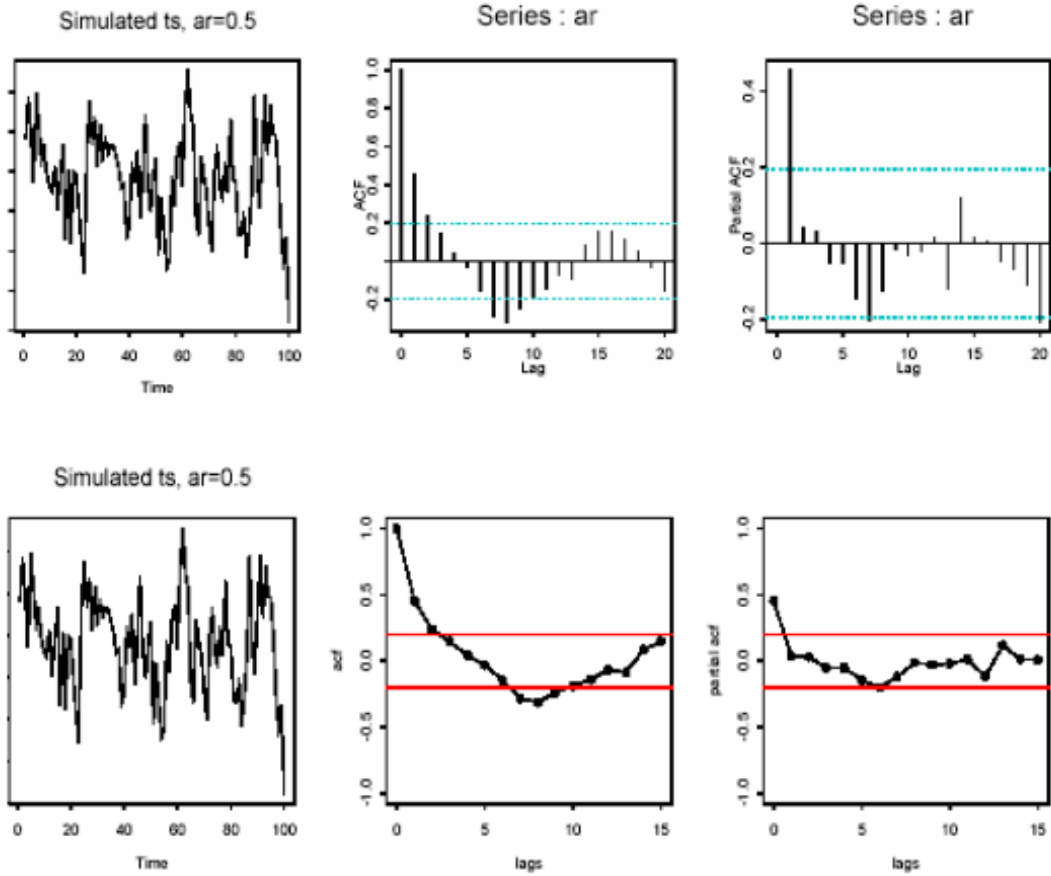 Simulated ts, ar=0.5
Series : ar
Series : ar
ACF
1.0
0.8
0.6
0.4
0.2
0.0
-0.2
Partial ACF
0.4
0.2
0.0
-0.2
0 20 40 60 80 100
Time
0 5 10 15 20
Lag
0 5 10 15 20
Lag
Simulated ts, ar=0.5
acf
1.0
0.5
0.0
-0.5
-1.0
partial acf
1.0
0.5
0.0
-0.5
-1.0
0 20 40 60 80 100
Time
0 5 10 15
lags
0 5 10 15
lags